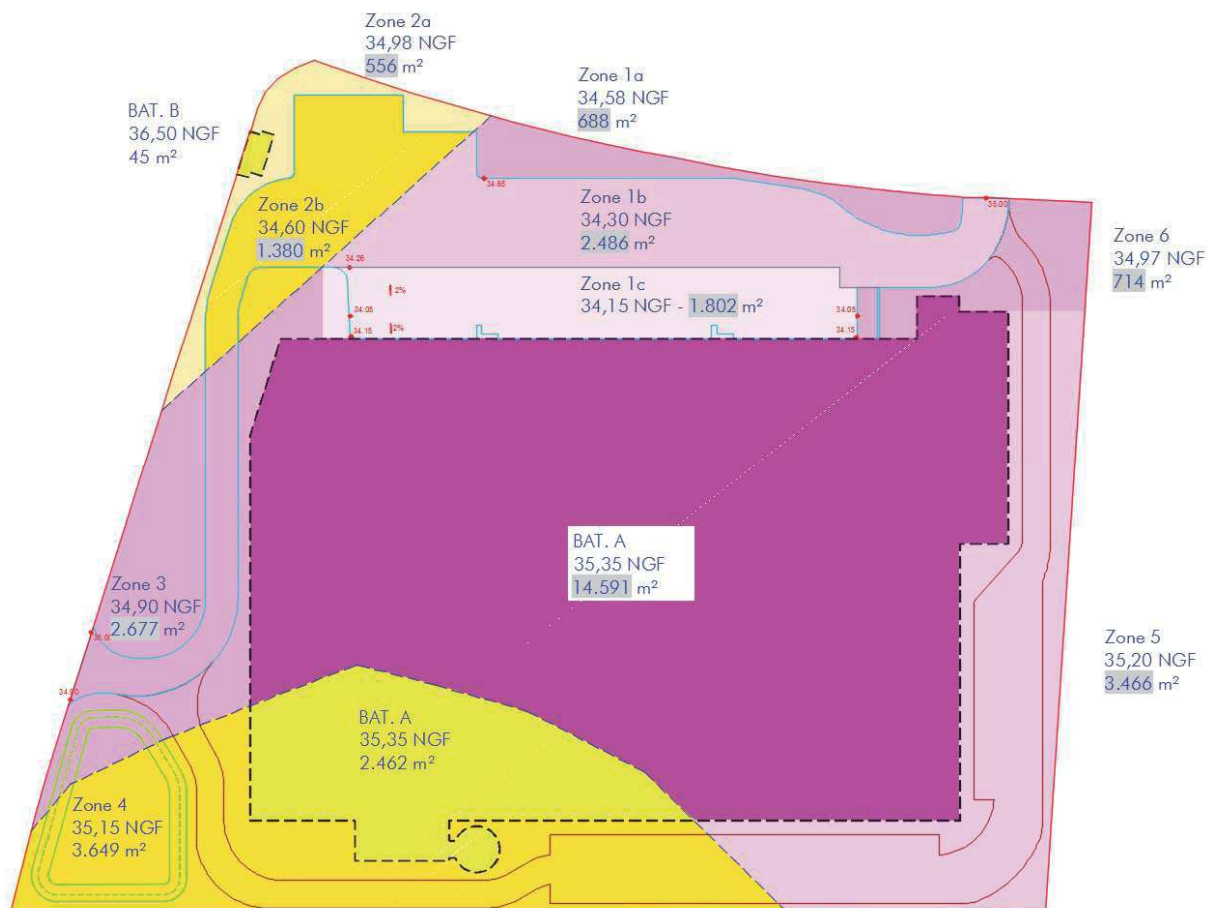 Zone 2a
34,98 NGF
556 m²
Zone 1a
34,58 NGF
688 m²
BAT. B
36,50 NGF
45 m²
34.65
Zone 1b
34,30 NGF
2.486 m²
35.00
Zone 2b
34,60 NGF
1.380 m²
Zone 6
34,97 NGF
714 m²
34.26
Zone 1c
34,15 NGF - 1.802 m²
2%
34.05
34.05
2%
34.15
34.15
BAT. A
35,35 NGF
14.591 m²
Zone 3
34,90 NGF
2.677 m²
Zone 5
35,20 NGF
3.466 m²
34.90
BAT. A
35,35 NGF
2.462 m²
Zone 4
35,15 NGF
3.649 m²